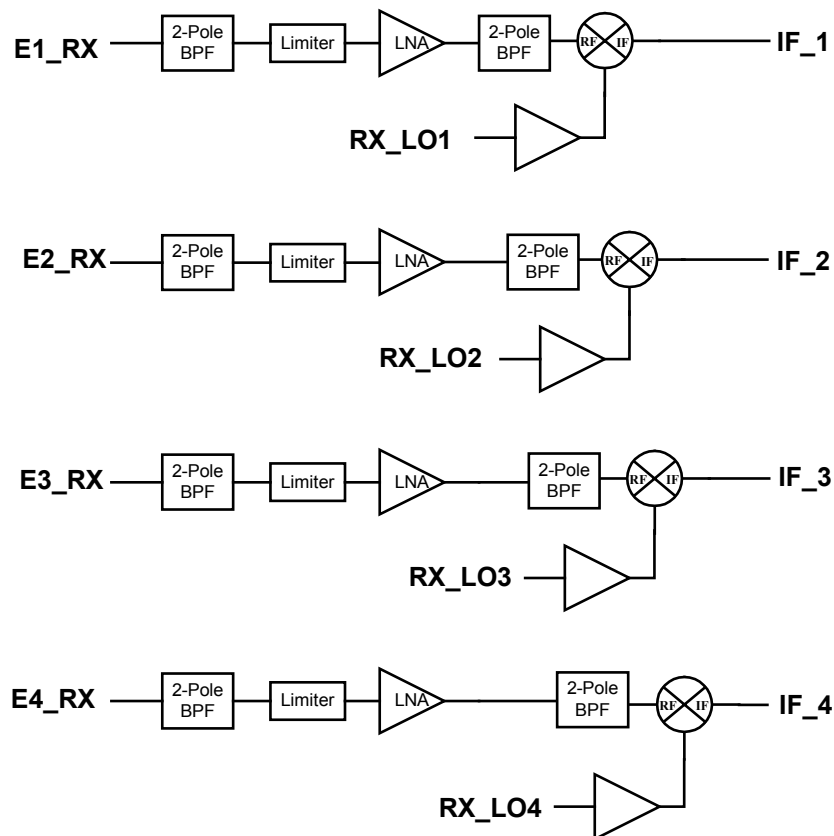 E1_RX
2-Pole
BPF
Limiter
LNA
2-Pole
BPF
RF
IF
IF_1
RX_LO1
E2_RX
2-Pole
BPF
Limiter
LNA
2-Pole
BPF
RF
IF
IF_2
RX_LO2
E3_RX
2-Pole
BPF
Limiter
LNA
2-Pole
BPF
RF
IF
IF_3
RX_LO3
E4_RX
2-Pole
BPF
Limiter
LNA
2-Pole
BPF
RF
IF
IF_4
RX_LO4